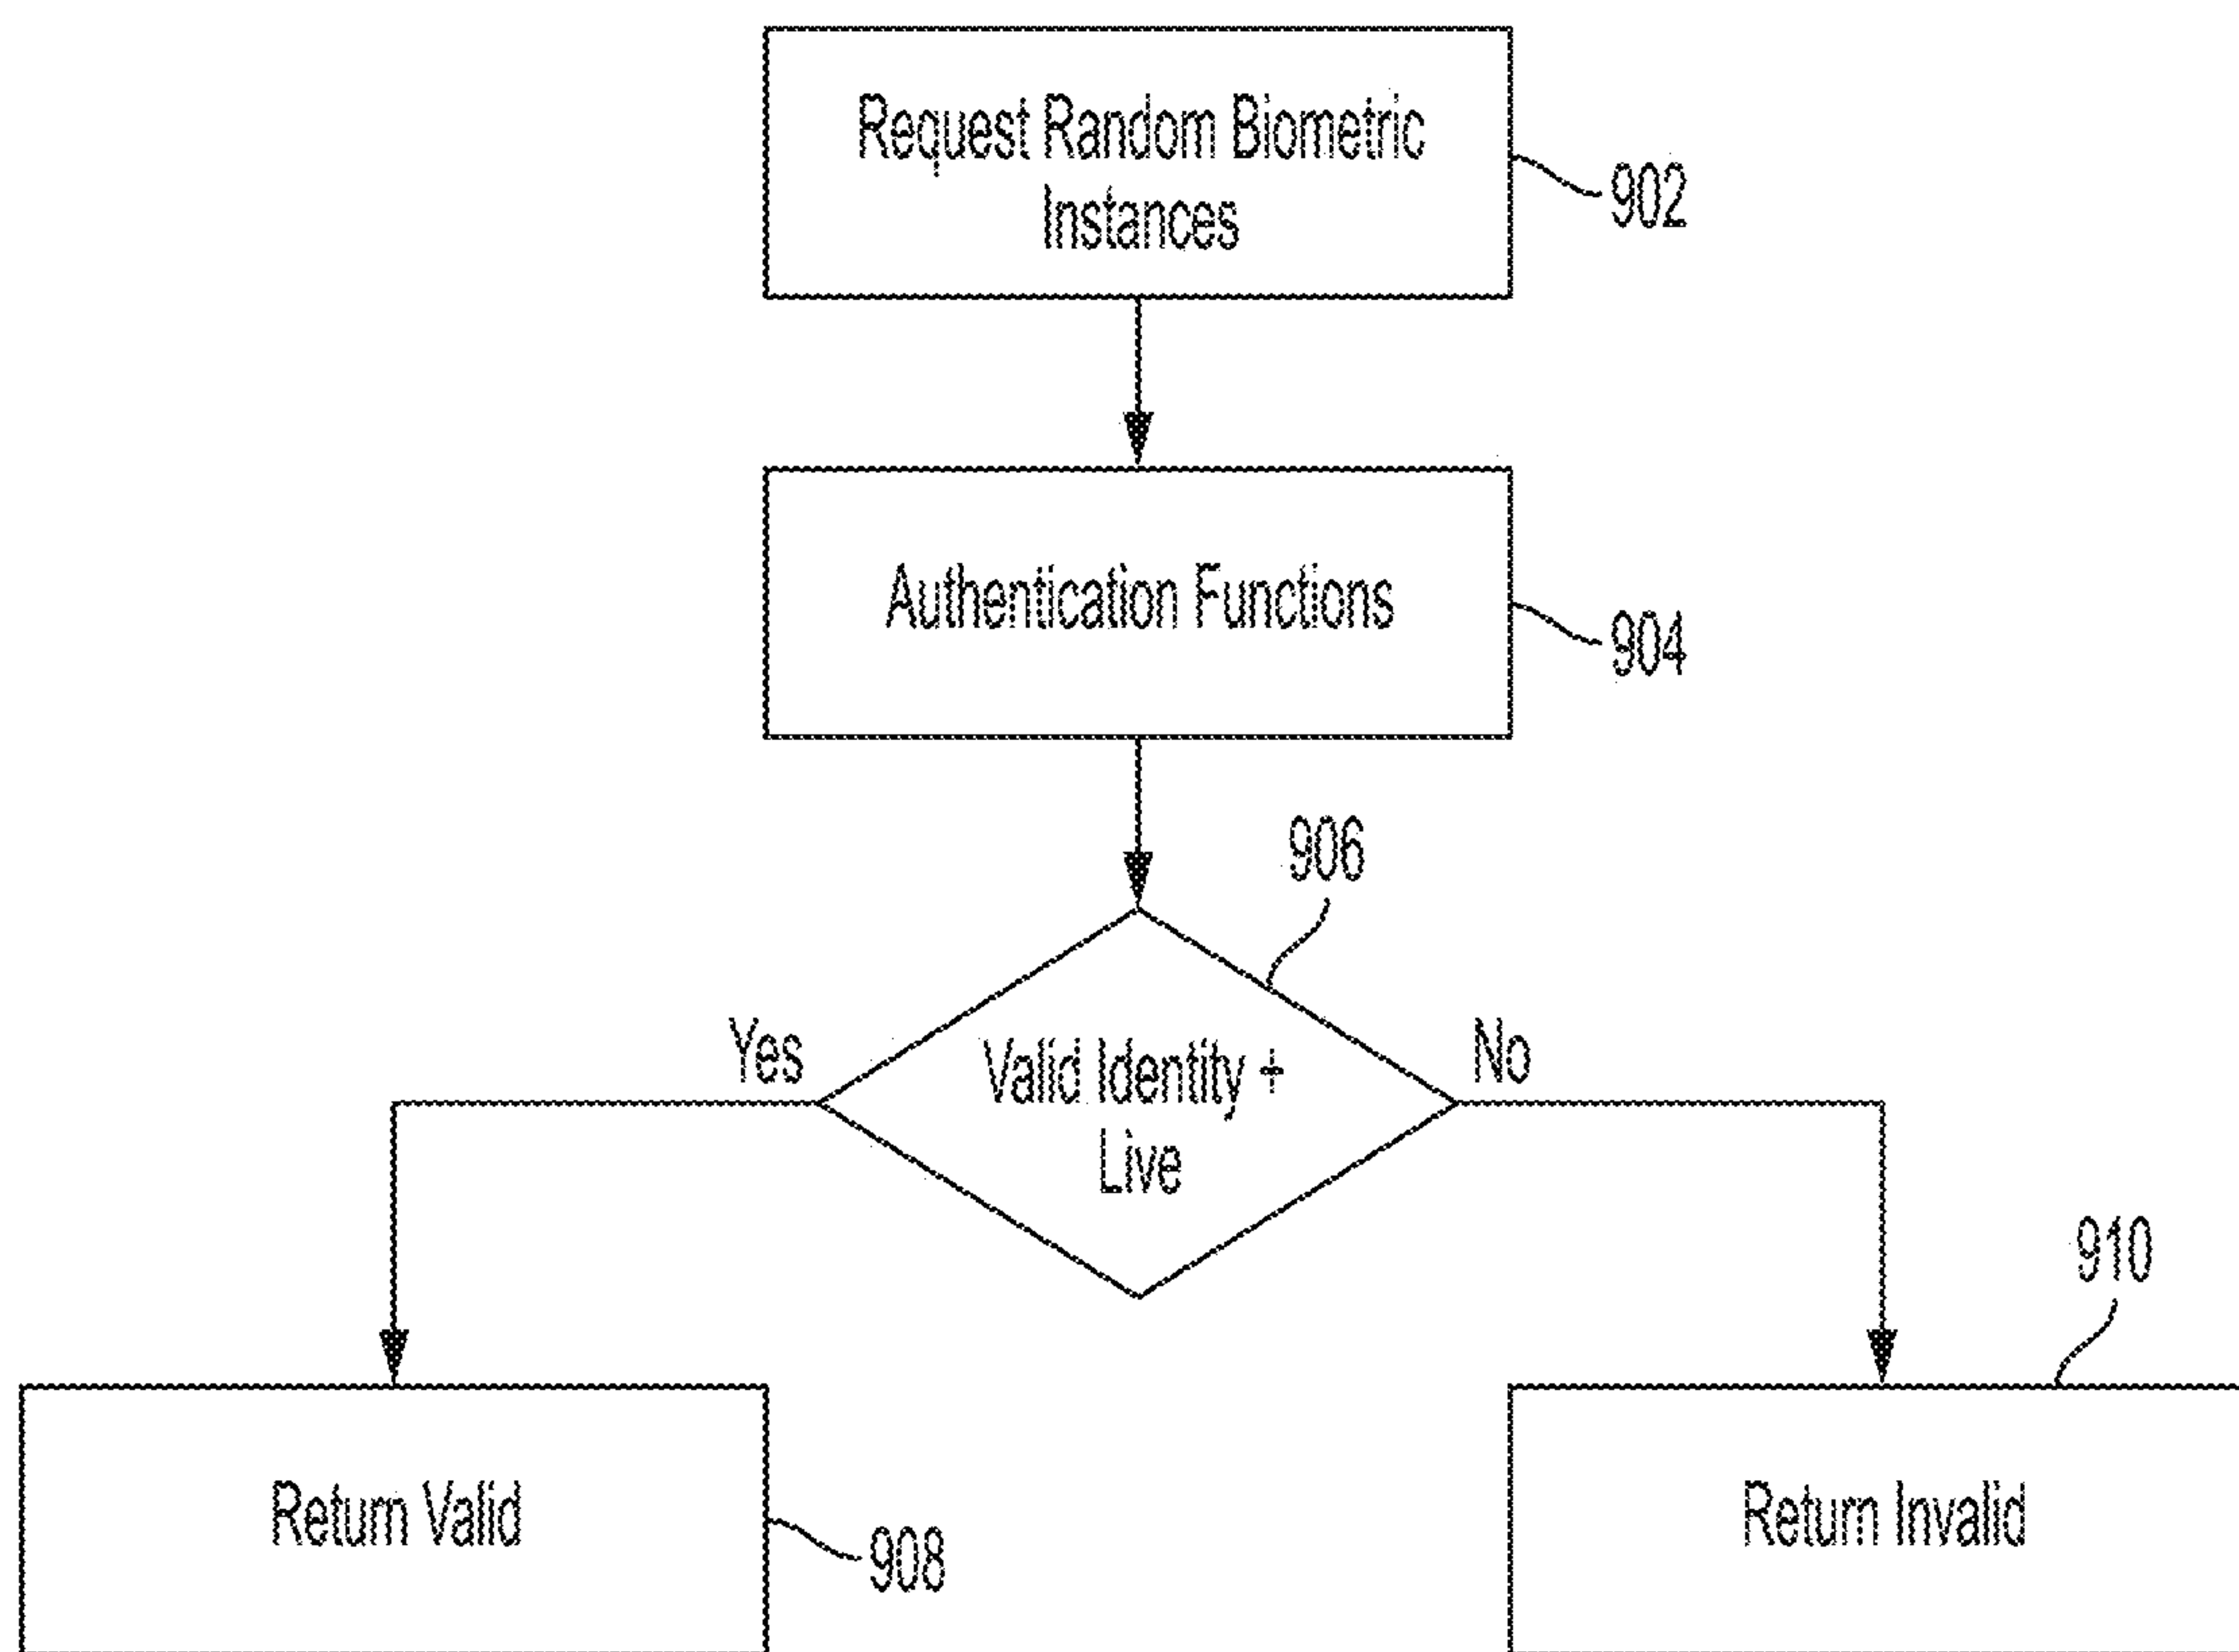 Request Random Biometric
Instances
902
Authentication Functions
904
906
Yes
No
Valid Identity +
Live
910
Return Valid
908
Return Invalid